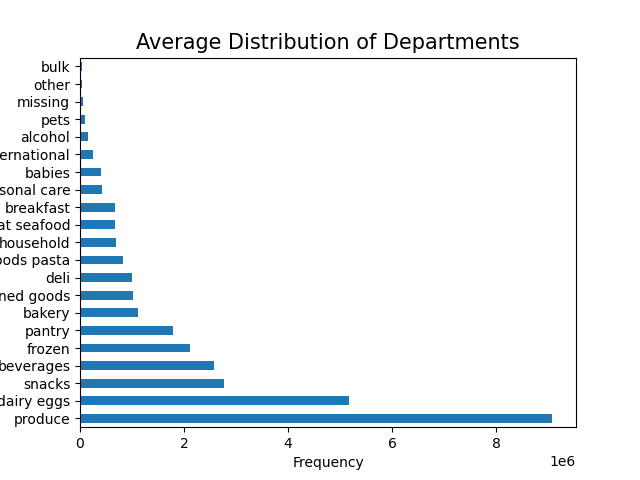 Average Distribution of Departments
bulk
other
missing
pets
alcohol
ernational
babies
sonal care
breakfast
at seafood
household
oods pasta
deli
ned goods
bakery
pantry
frozen
beverages
snacks
dairy eggs
produce
0 2 4 6 8
1e6
Frequency